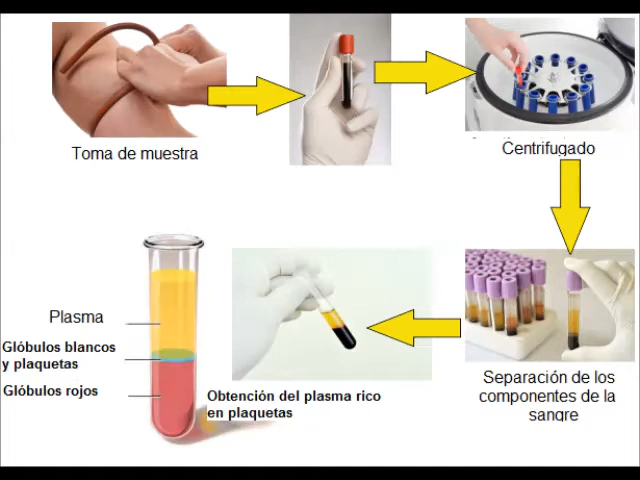 Toma de muestra
Centrifugado
Separación de los
componentes de la
sangre
Obtención del plasma rico
en plaquetas
Plasma
Glóbulos blancos
y plaquetas
Glóbulos rojos